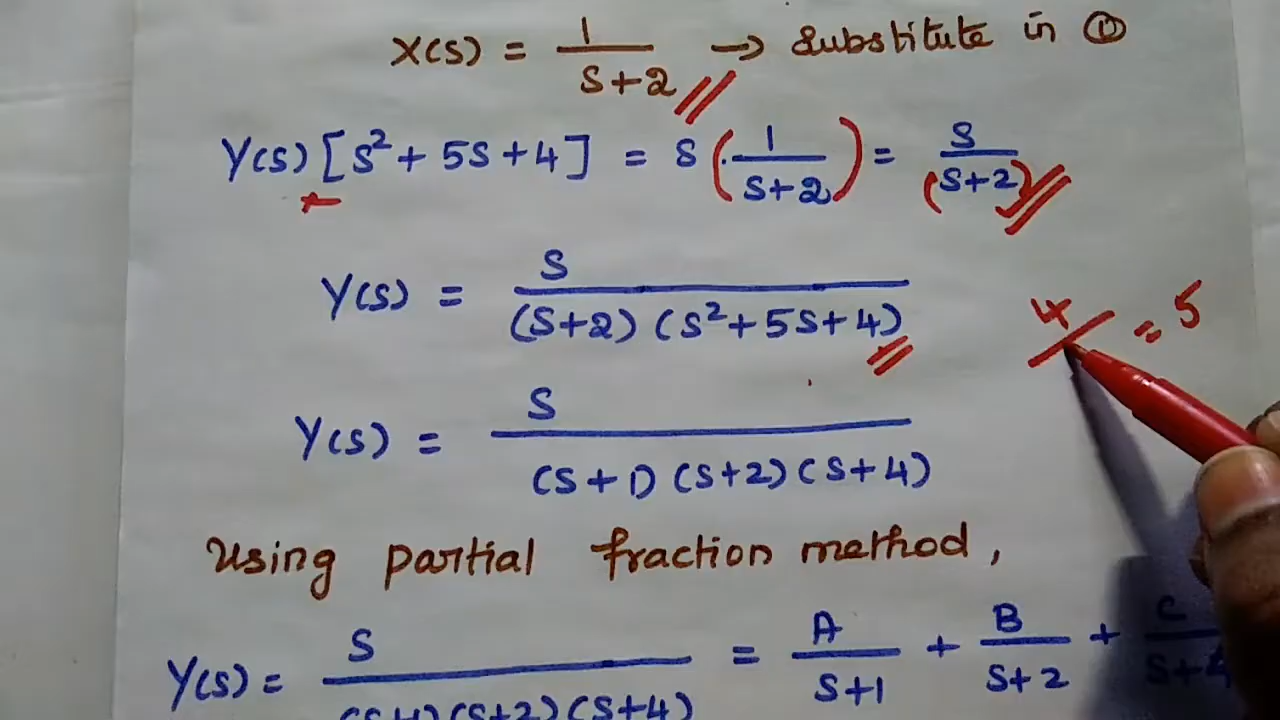 X(s) = 1/(s+2) → Substitute in ①
Y(s) [s² + 5s + 4] = s (1/(s+2)) = s/(s+2)
Y(s) = s/((s+2)(s²+5s+4))
4 = 5
Y(s) = s/((s+1)(s+2)(s+4))
Using partial fraction method,
Y(s) = s/((s+1)(s+2)(s+4)) = A/(s+1) + B/(s+2) + C/(s+4)